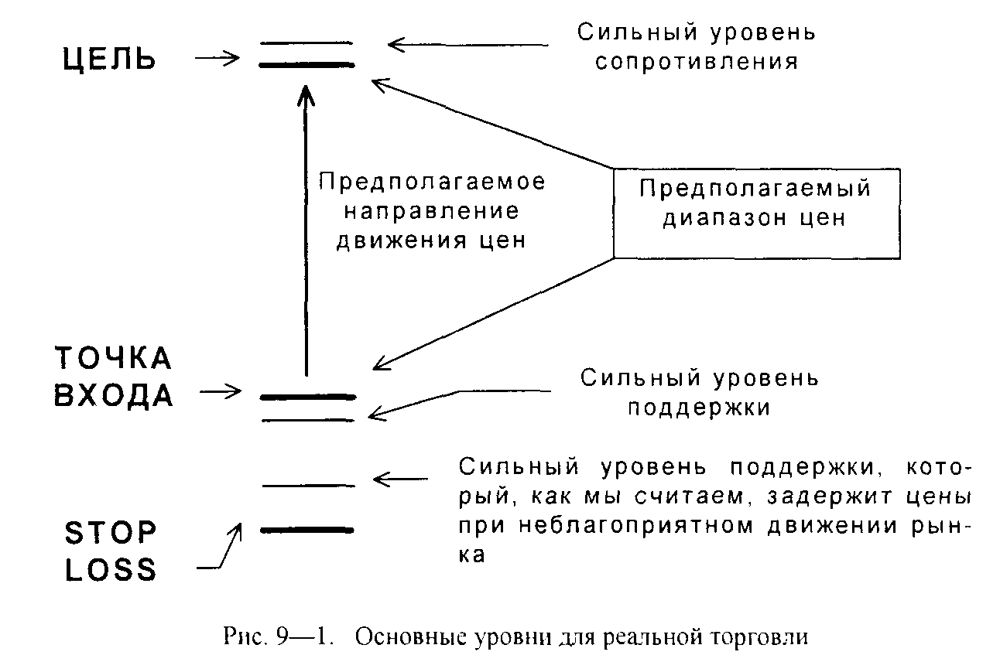 Сильный уровень
сопротивления
ЦЕЛЬ
Предполагаемое
направление
движения цен
Предполагаемый
диапазон цен
ТОЧКА
ВХОДА
Сильный уровень
поддержки
Сильный уровень поддержки, кото-
рый, как мы считаем, задержит цены
при неблагоприятном движении рын-
ка
STOP
LOSS
Рис. 9—1. Основные уровни для реальной торговли